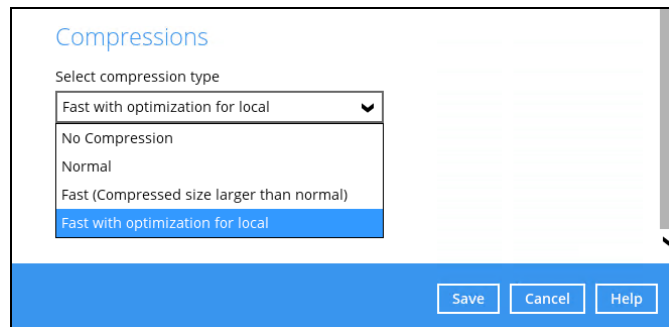 Compressions
Select compression type
Fast with optimization for local
No Compression
Normal
Fast (Compressed size larger than normal)
Fast with optimization for local
Save Cancel Help